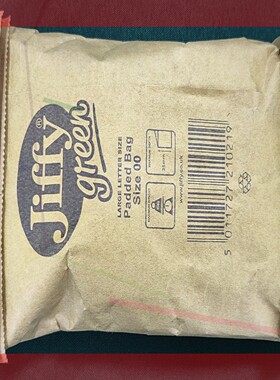 Jiffy®
green
LARGE LETTER SIZE
Padded Bag
Size 00
www.jiffy.co.uk
5 011727 210219